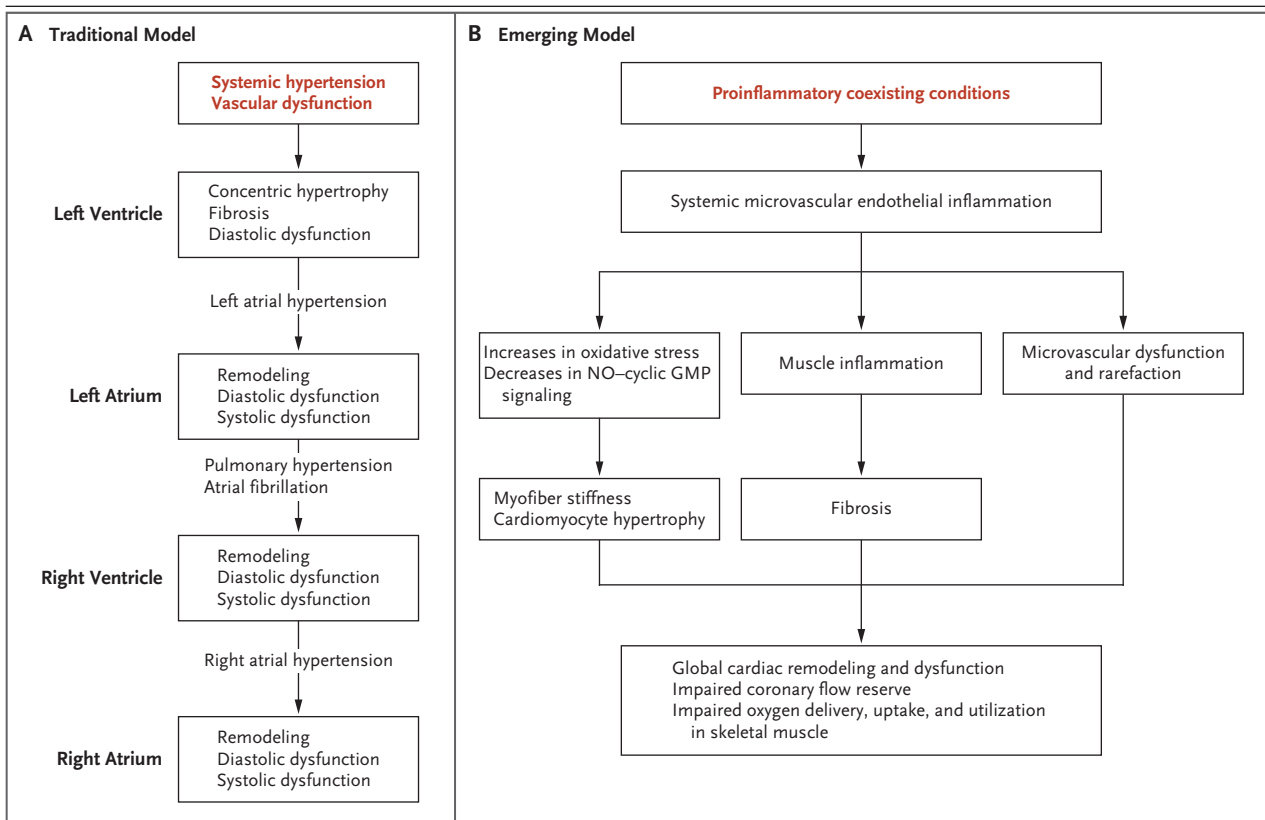 A Traditional Model
Systemic hypertension
Vascular dysfunction
Left Ventricle
Concentric hypertrophy
Fibrosis
Diastolic dysfunction
Left atrial hypertension
Left Atrium
Remodeling
Diastolic dysfunction
Systolic dysfunction
Pulmonary hypertension
Atrial fibrillation
Right Ventricle
Remodeling
Diastolic dysfunction
Systolic dysfunction
Right atrial hypertension
Right Atrium
Remodeling
Diastolic dysfunction
Systolic dysfunction
B Emerging Model
Proinflammatory coexisting conditions
Systemic microvascular endothelial inflammation
Increases in oxidative stress
Decreases in NO–cyclic GMP
signaling
Muscle inflammation
Microvascular dysfunction
and rarefaction
Myofiber stiffness
Cardiomyocyte hypertrophy
Fibrosis
Global cardiac remodeling and dysfunction
Impaired coronary flow reserve
Impaired oxygen delivery, uptake, and utilization
in skeletal muscle